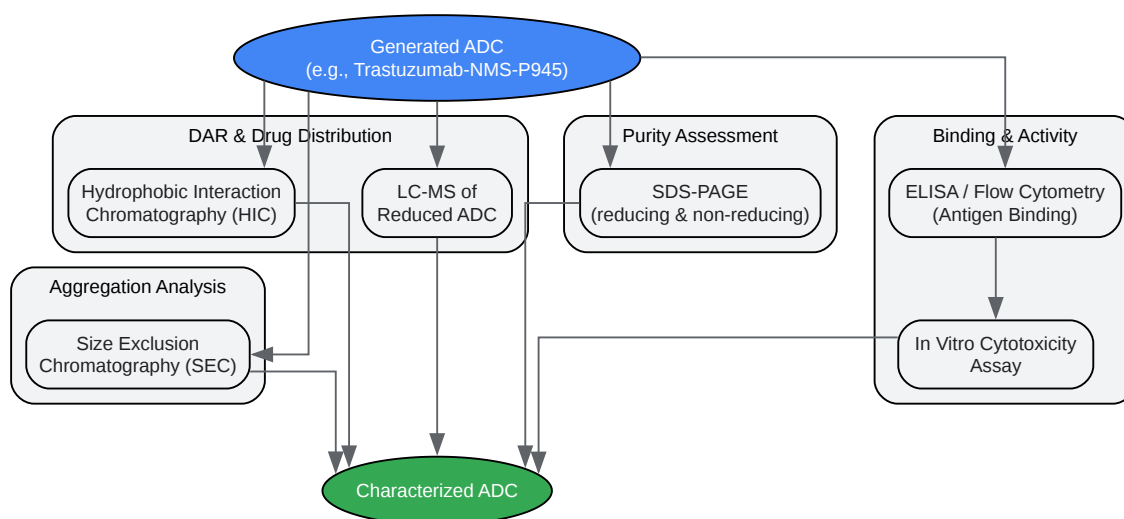 Generated ADC
(e.g., Trastuzumab-NMS-P945)
DAR & Drug Distribution
Purity Assessment
Binding & Activity
Hydrophobic Interaction
Chromatography (HIC)
LC-MS of
Reduced ADC
SDS-PAGE
(reducing & non-reducing)
ELISA / Flow Cytometry
(Antigen Binding)
Aggregation Analysis
Size Exclusion
Chromatography (SEC)
In Vitro Cytotoxicity
Assay
Characterized ADC